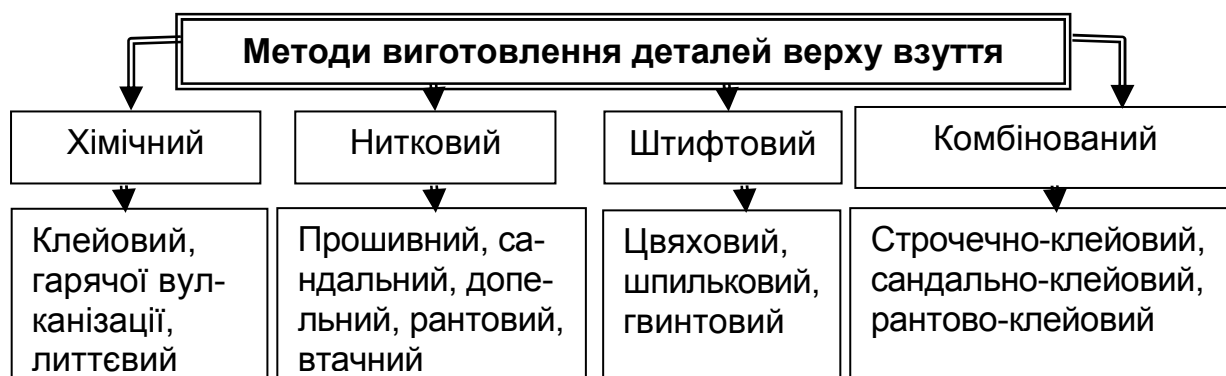 Методи виготовлення деталей верху взуття
Хімічний
Нитковий
Штифтовий
Комбінований
Клейовий,
гарячої вул-
канізації,
литтєвий
Прошивний, са-
ндальний, допе-
льний, рантовий,
втачний
Цвяховий,
шпильковий,
гвинтовий
Строчечно-клейовий,
сандально-клейовий,
рантово-клейовий